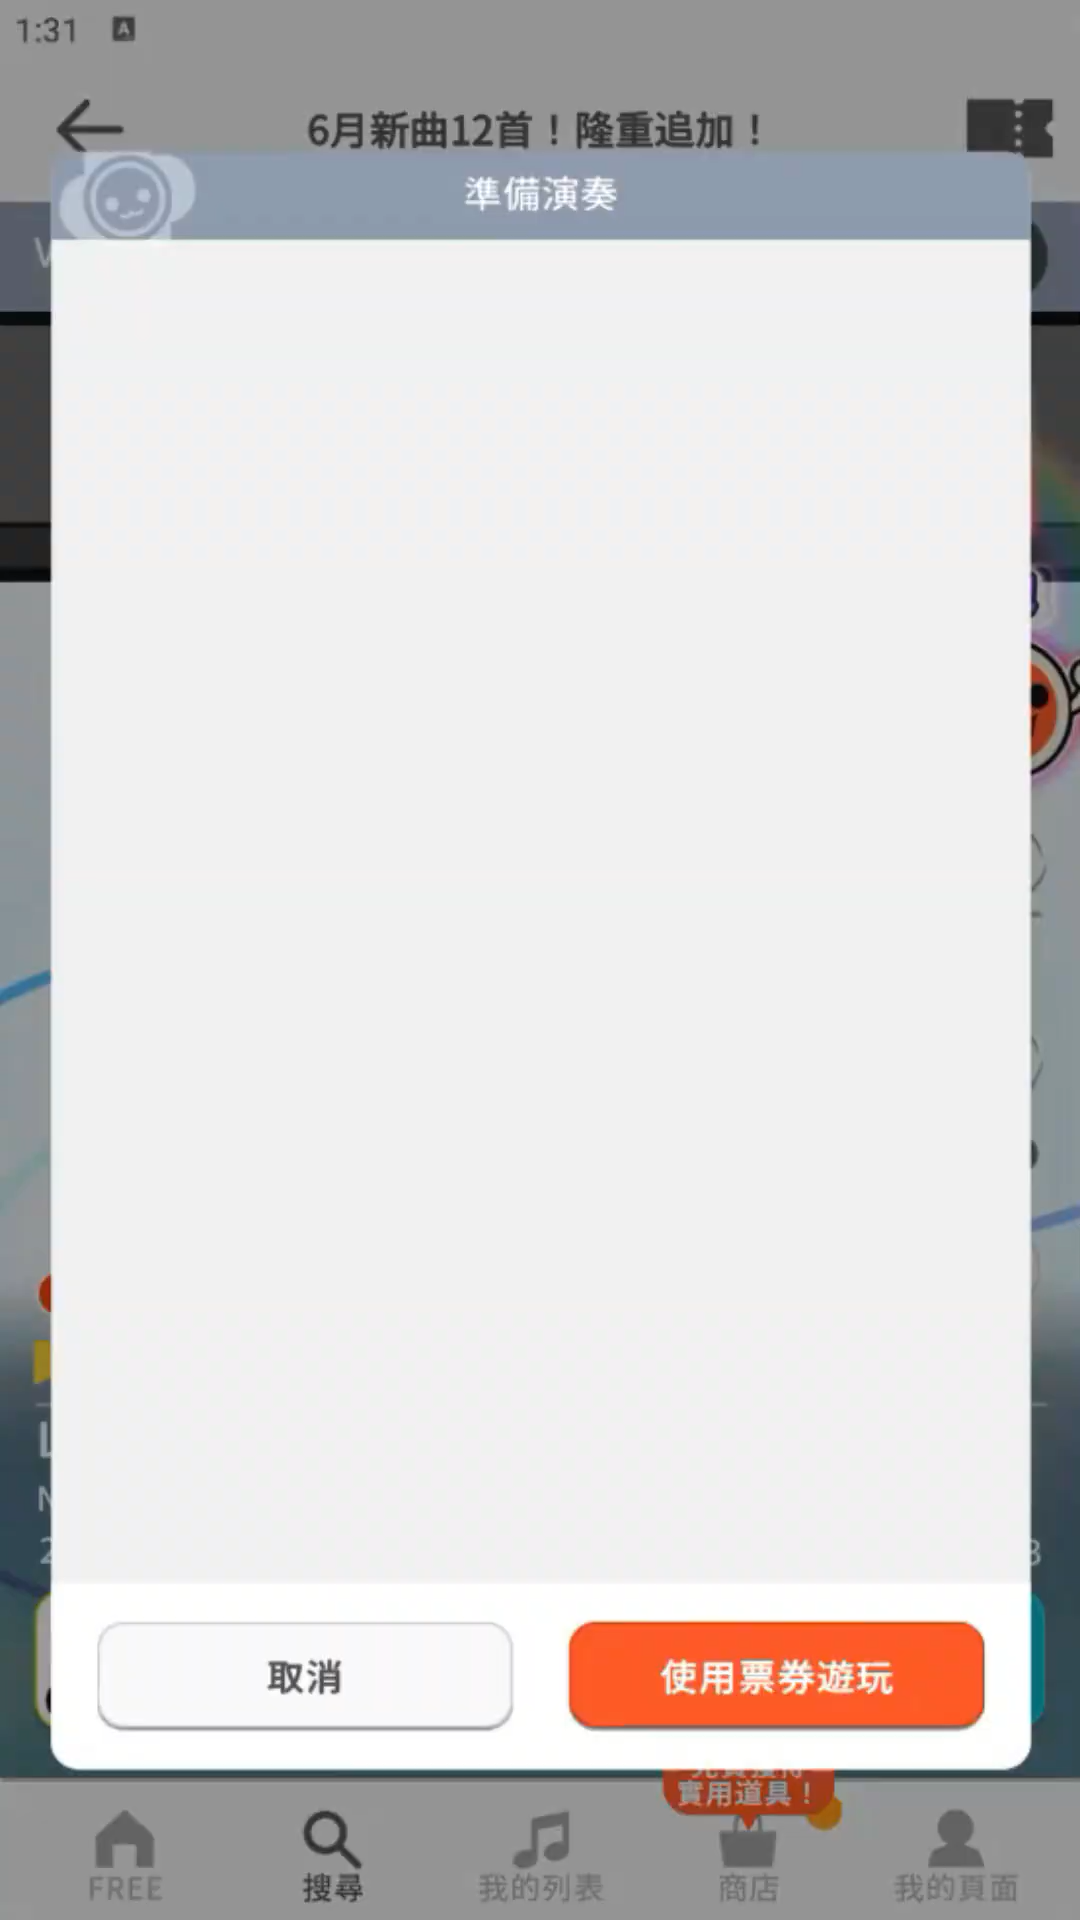 1:31
6月新曲12首！隆重追加！
準備演奏
取消
使用票券遊玩
實用道具！
FREE
搜尋
我的列表
商店
我的頁面